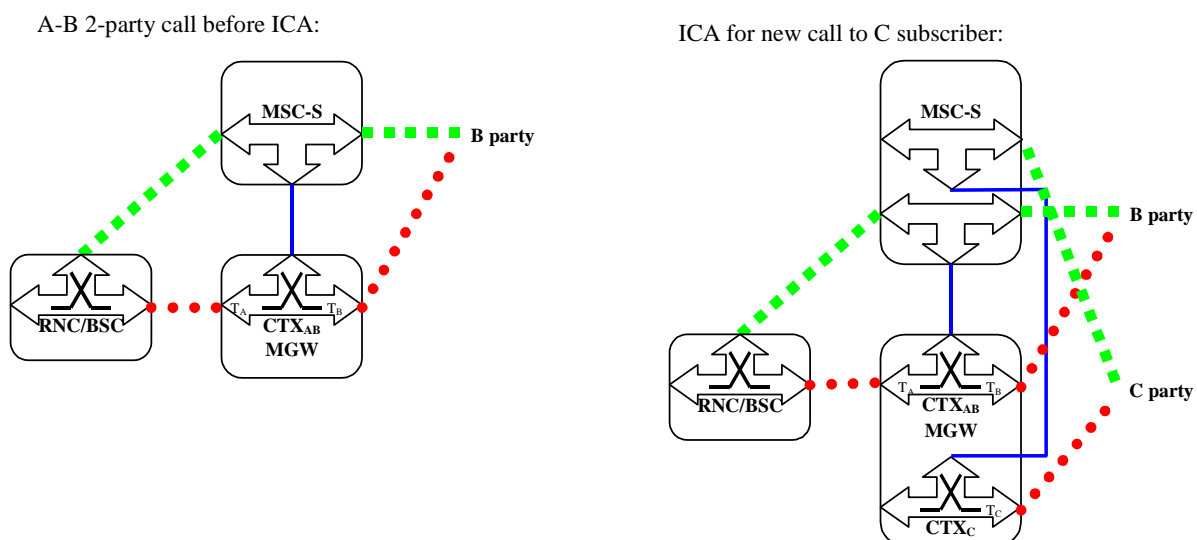 A-B 2-party call before ICA:
MSC-S
B party
RNC/BSC
TA TB
CTXAB
MGW
ICA for new call to C subscriber:
MSC-S
B party
RNC/BSC
TA TB
CTXAB
MGW
C party
TC
CTXC